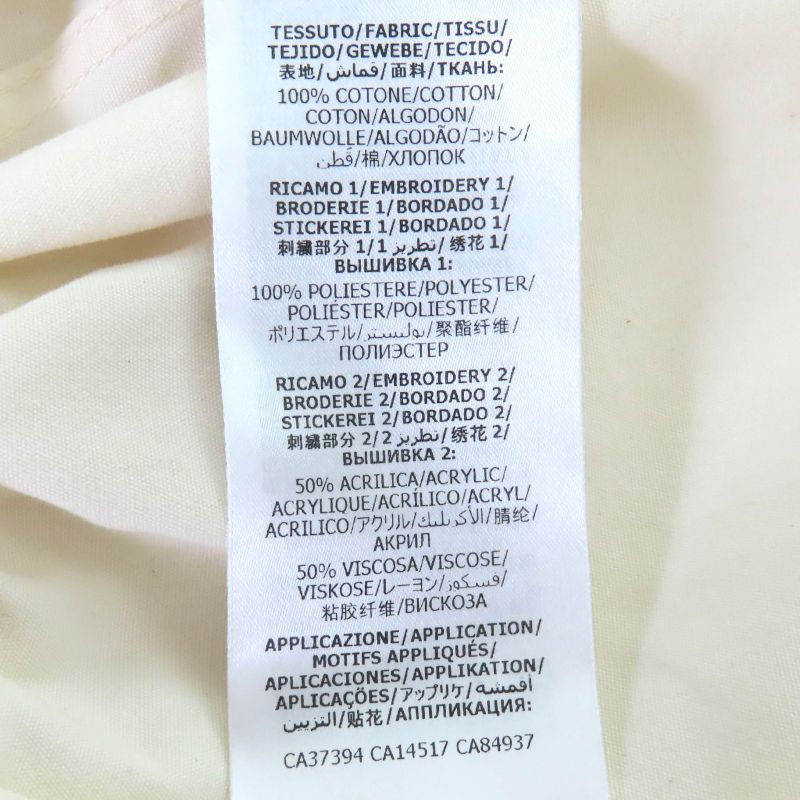 TESSUTO/FABRIC/TISSU/
TEJIDO/GEWEBE/TECIDO/
表地/قماش/面料/ТКАНЬ:
100% COTONE/COTTON/
COTON/ALGODON/
BAUMWOLLE/ALGODÃO/コットン/
قطن/棉/ХЛОПОК
RICAMO 1/EMBROIDERY 1/
BRODERIE 1/BORDADO 1/
STICKEREI 1/BORDADO 1/
刺繍部分 1/تطريز 1/绣花 1/
ВЫШИВКА 1:
100% POLIESTERE/POLYESTER/
POLIÉSTER/POLIESTER/
ポリエステル/بوليستر/聚酯纤维/
ПОЛИЭСТЕР
RICAMO 2/EMBROIDERY 2/
BRODERIE 2/BORDADO 2/
STICKEREI 2/BORDADO 2/
刺繍部分 2/تطريز 2/绣花 2/
ВЫШИВКА 2:
50% ACRILICA/ACRYLIC/
ACRYLIQUE/ACRÍLICO/ACRYL/
ACRILICO/アクリル/الأكريليك/腈纶/
АКРИЛ
50% VISCOSA/VISCOSE/
VISKOSE/レーヨン/فسكوز/
粘胶纤维/ВИСКОЗА
APPLICAZIONE/APPLICATION/
MOTIFS APPLIQUÉS/
APLICACIONES/APPLIKATION/
APLICAÇÕES/アップリケ/أقمشة
التزيين/贴花/АППЛИКАЦИЯ:
CA37394 CA14517 CA84937